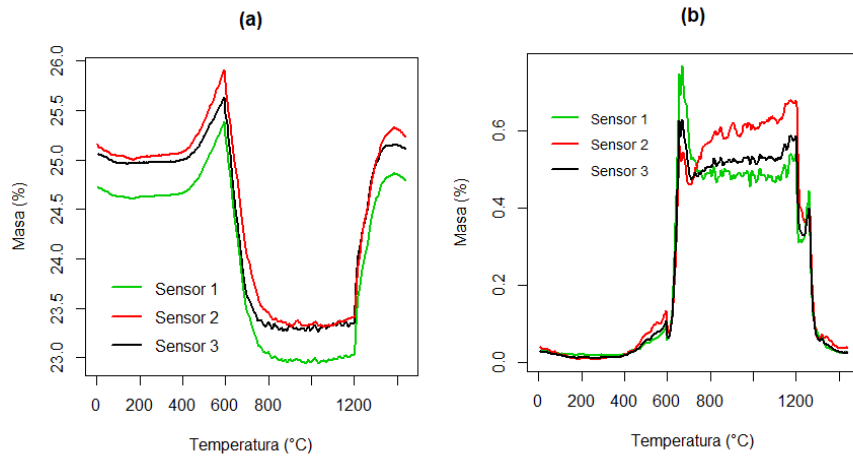 (a)
Masa (%)
26.0
25.5
25.0
24.5
24.0
23.5
23.0
Sensor 1
Sensor 2
Sensor 3
0 200 400 600 800 1200
Temperatura (°C)
(b)
Masa (%)
0.6
0.4
0.2
0.0
Sensor 1
Sensor 2
Sensor 3
0 200 400 600 800 1200
Temperatura (°C)